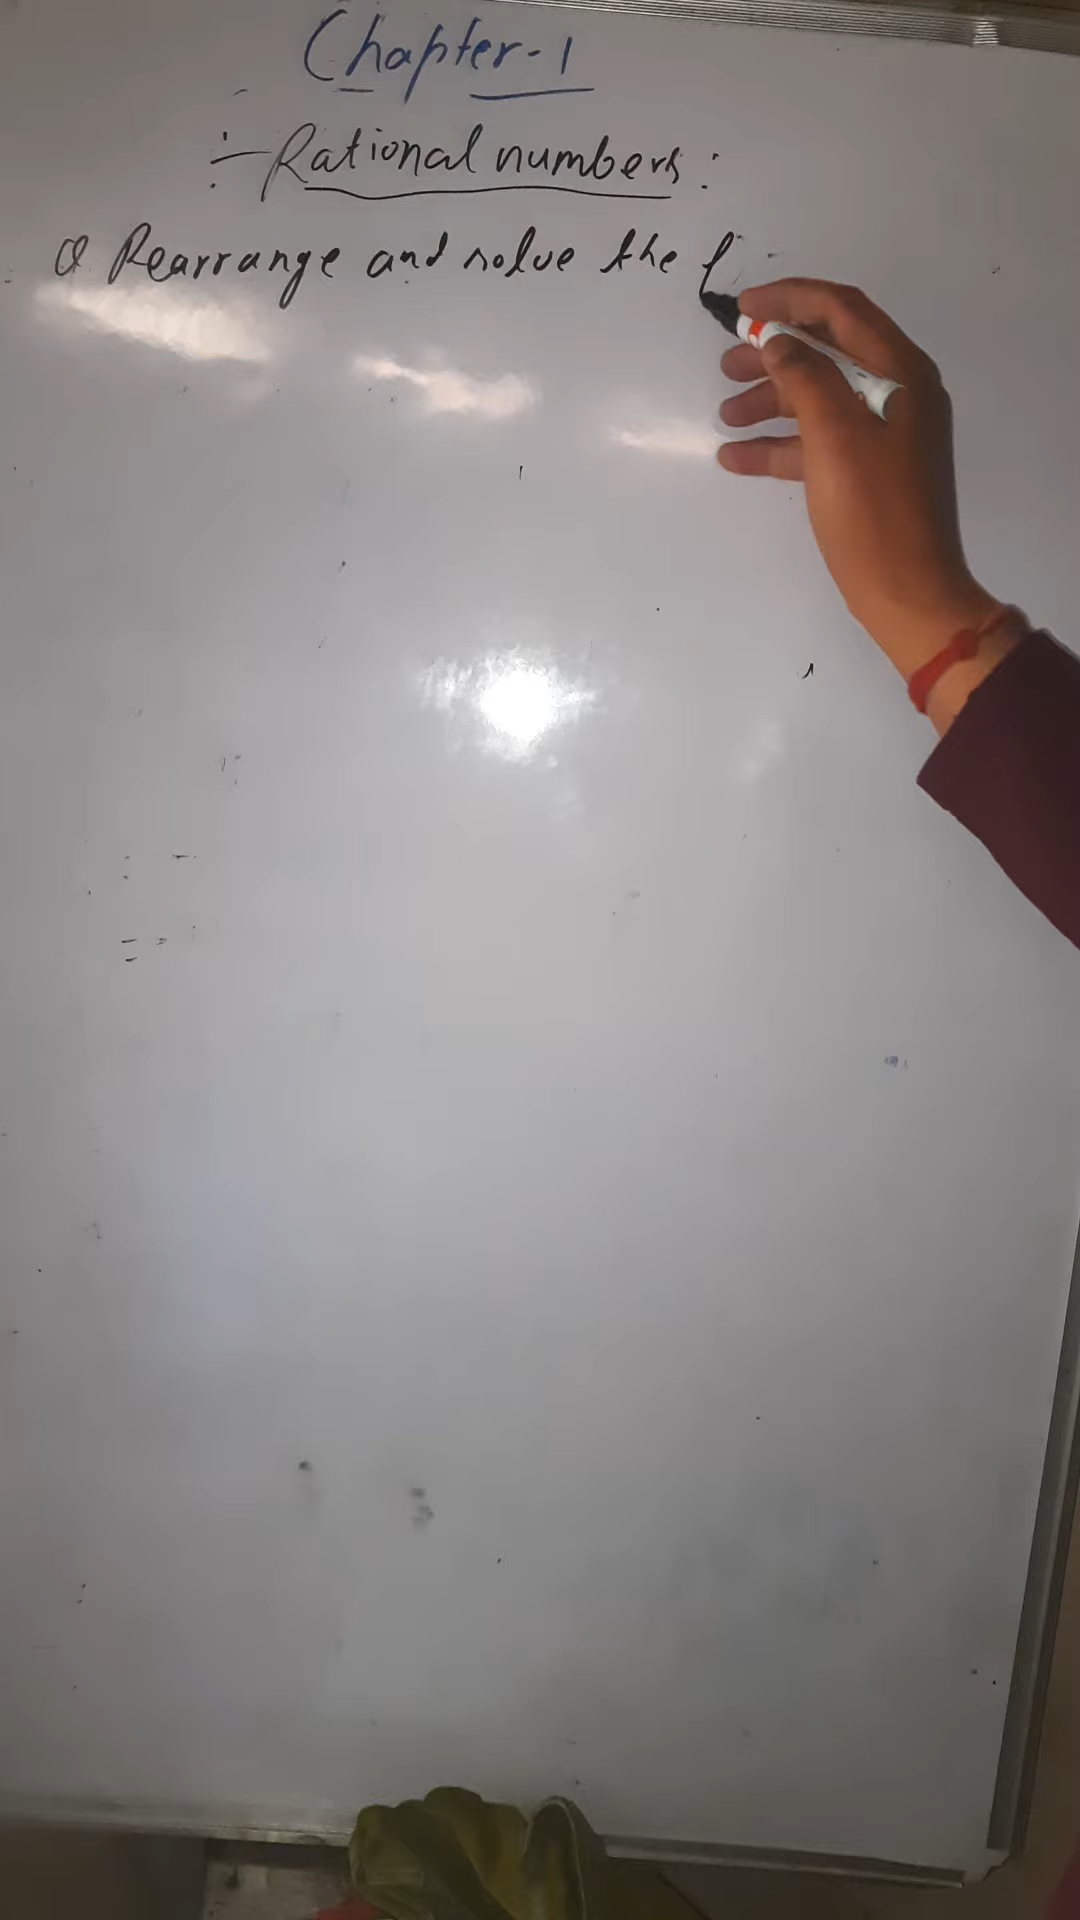 Chapter-1
:- Rational numbers:
Q Rearrange and solve the f